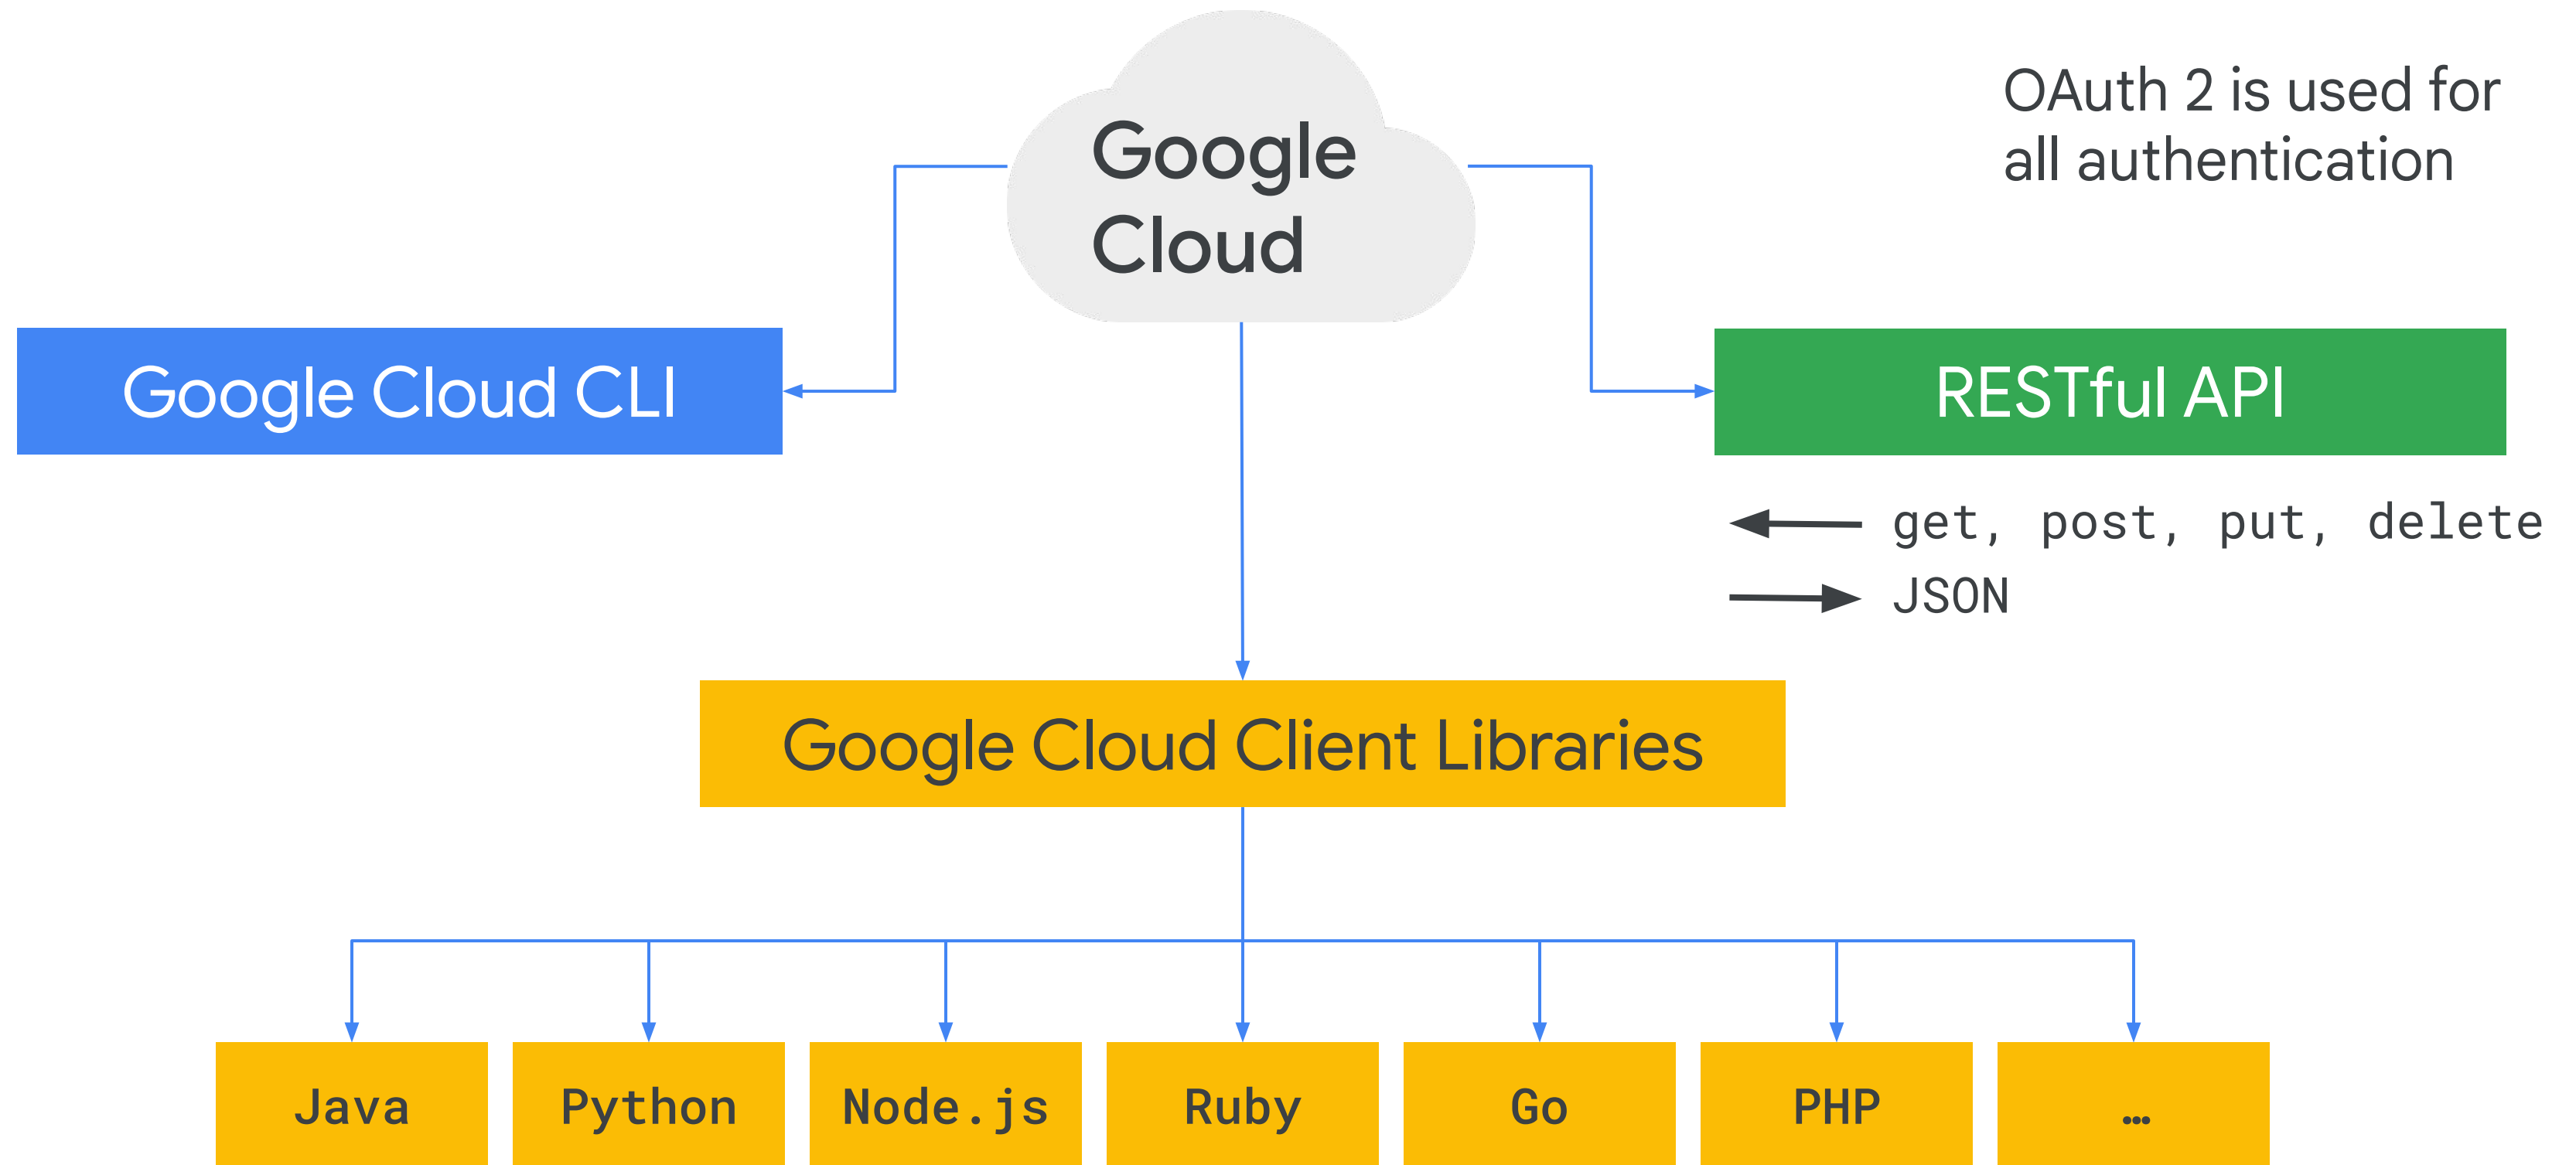 Google
Cloud
OAuth 2 is used for
all authentication
Google Cloud CLI
RESTful API
get, post, put, delete
JSON
Google Cloud Client Libraries
Java
Python
Node.js
Ruby
Go
PHP
…